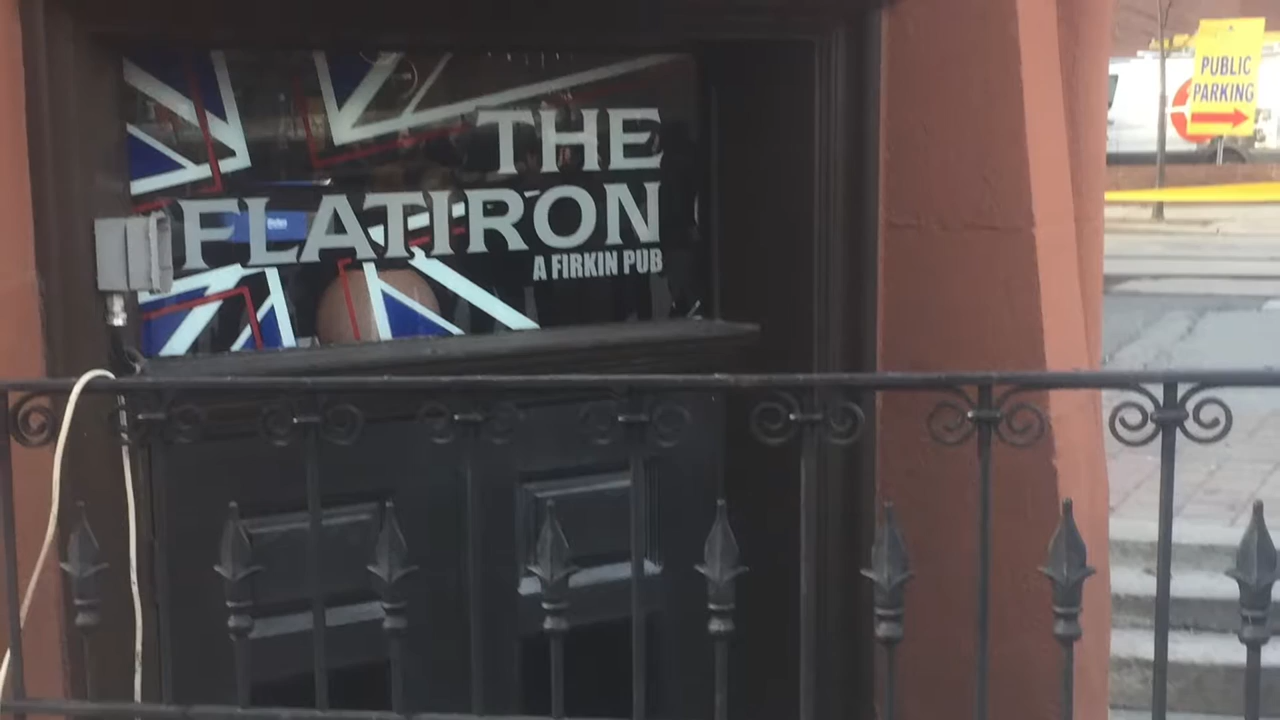 THE
FLATIRON
A FIRKIN PUB
PUBLIC
PARKING